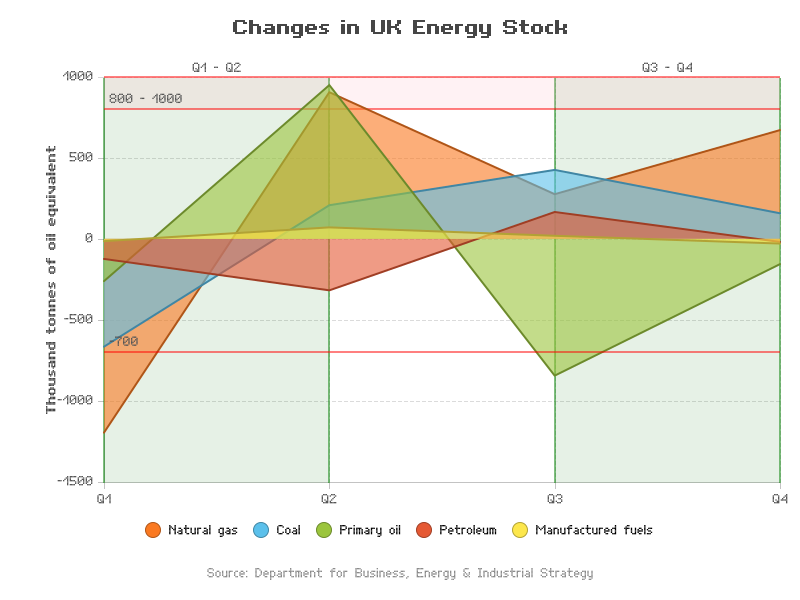 Changes in UK Energy Stock
Q1 - Q2
Q3 - Q4
1000
800 - 1000
500
0
-500
-700
-1000
-1500
Thousand tonnes of oil equivalent
Q1
Q2
Q3
Q4
Natural gas
Coal
Primary oil
Petroleum
Manufactured fuels
Source: Department for Business, Energy & Industrial Strategy